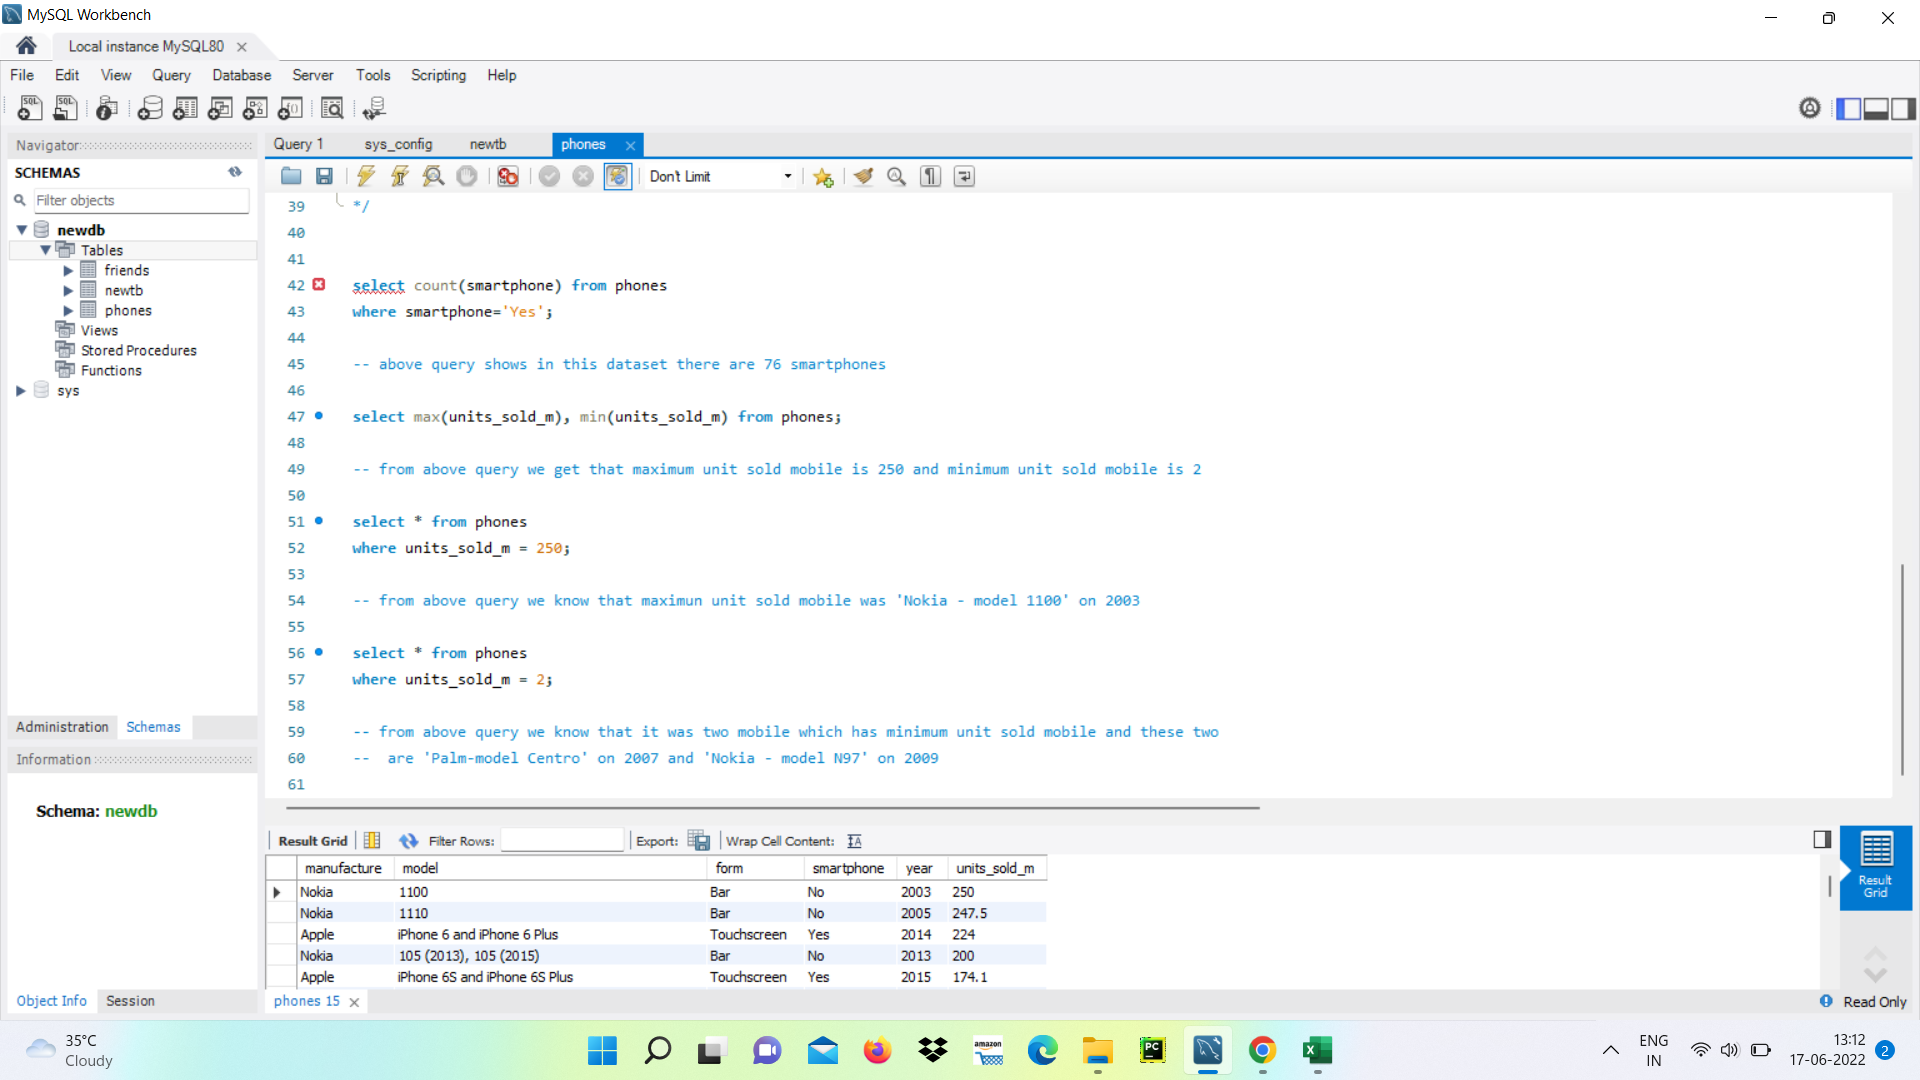 MySQL Workbench
Local instance MySQL80
File Edit View Query Database Server Tools Scripting Help
Navigator
SCHEMAS
Filter objects
newdb
Tables
friends
newtb
phones
Views
Stored Procedures
Functions
sys
Administration Schemas
Information
Schema: newdb
Object Info Session
Query 1 sys_config newtb phones
Don't Limit
39 */
40
41
42 select count(smartphone) from phones
43 where smartphone='Yes';
44
45 -- above query shows in this dataset there are 76 smartphones
46
47 select max(units_sold_m), min(units_sold_m) from phones;
48
49 -- from above query we get that maximum unit sold mobile is 250 and minimum unit sold mobile is 2
50
51 select * from phones
52 where units_sold_m = 250;
53
54 -- from above query we know that maximun unit sold mobile was 'Nokia - model 1100' on 2003
55
56 select * from phones
57 where units_sold_m = 2;
58
59 -- from above query we know that it was two mobile which has minimum unit sold mobile and these two
60 -- are 'Palm-model Centro' on 2007 and 'Nokia - model N97' on 2009
61
Result Grid Filter Rows: Export: Wrap Cell Content:
manufacture model form smartphone year units_sold_m
Nokia 1100 Bar No 2003 250
Nokia 1110 Bar No 2005 247.5
Apple iPhone 6 and iPhone 6 Plus Touchscreen Yes 2014 224
Nokia 105 (2013), 105 (2015) Bar No 2013 200
Apple iPhone 6S and iPhone 6S Plus Touchscreen Yes 2015 174.1
Result
Grid
phones 15
Read Only
35°C
Cloudy
amazon
PC
ENG
IN
13:12
17-06-2022
2